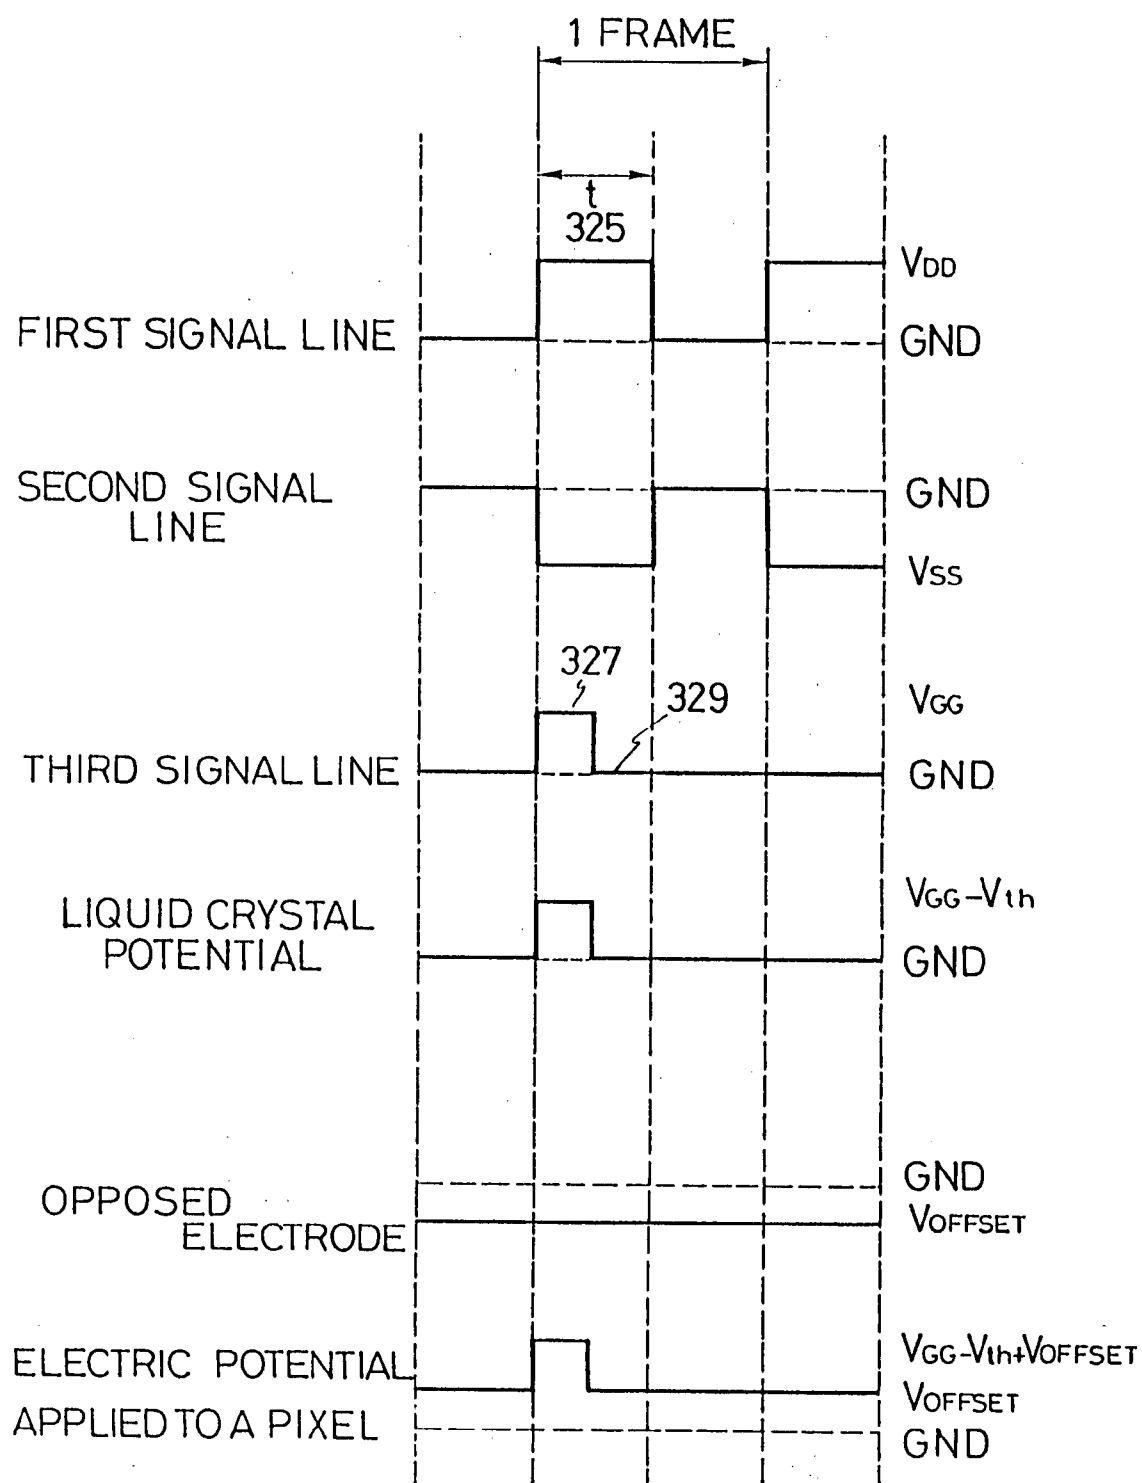 1 FRAME
t
325
VDD
FIRST SIGNAL LINE
GND
SECOND SIGNAL
LINE
GND
VSS
327
329
VGG
THIRD SIGNAL LINE
GND
LIQUID CRYSTAL
POTENTIAL
VGG-Vth
GND
GND
OPPOSED
ELECTRODE
VOFFSET
ELECTRIC POTENTIAL
VGG-Vth+VOFFSET
VOFFSET
APPLIED TO A PIXEL
GND